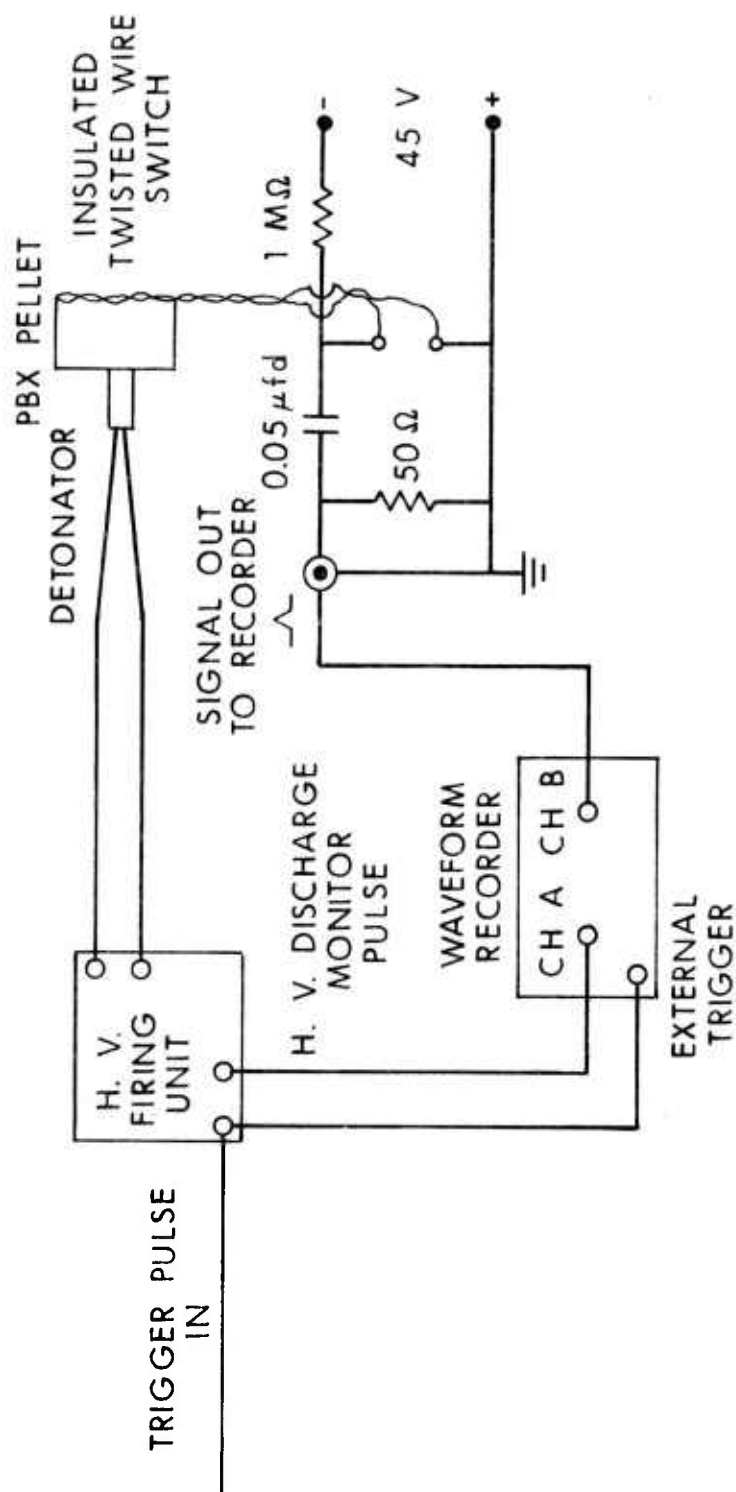 TRIGGER PULSE
IN
H. V.
FIRING
UNIT
H. V. DISCHARGE
MONITOR
PULSE
WAVEFORM
RECORDER
CH A CH B
EXTERNAL
TRIGGER
SIGNAL OUT
TO RECORDER
DETONATOR
PBX PELLET
INSULATED
TWISTED WIRE
SWITCH
0.05 µfd
50 Ω
1 MΩ
-
45 V
+